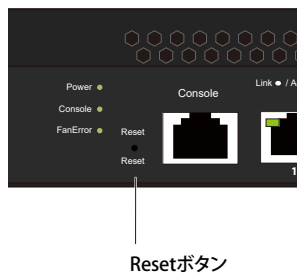 Power
Console
FanError
Reset
Reset
Console
Link ● / A
1
Resetボタン